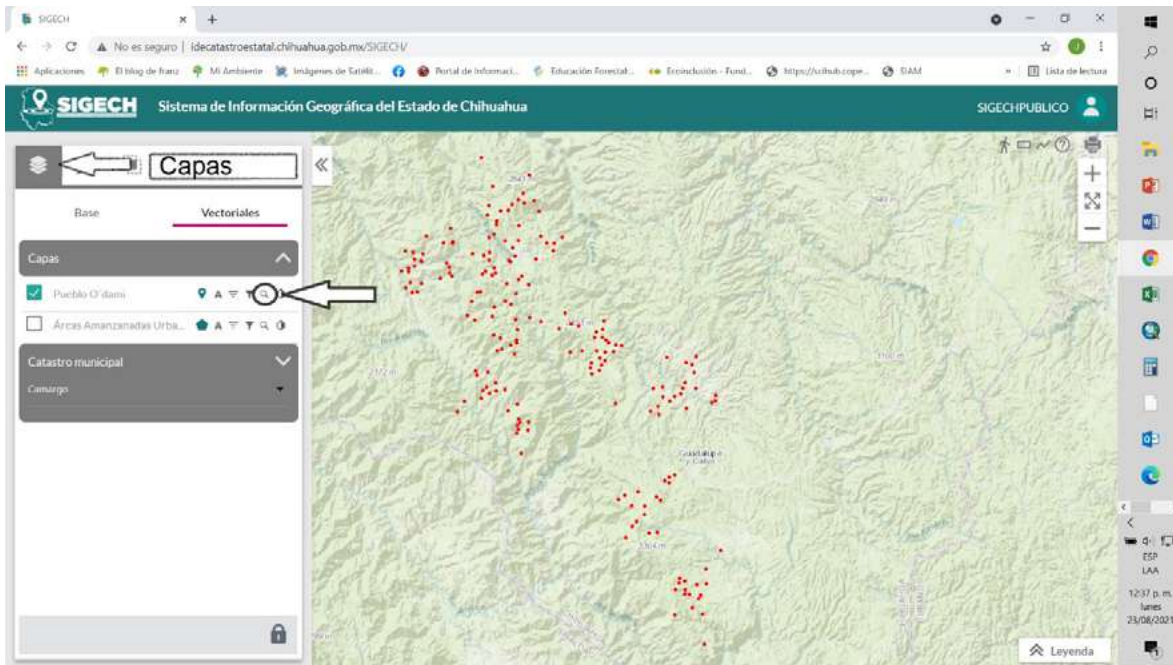 SIGECH
No es seguro | idecatastroestatal.chihuahua.gob.mx/SIGECH/
Aplicaciones El blog de franz Mi Ambiente Imágenes de Satélit... Portal de Informaci... Educación Forestal... Ecoinclusión - Fund... SIAM » Lista de lectura
SIGECH Sistema de Información Geográfica del Estado de Chihuahua SIGECHPUBLICO
Capas
Base Vectoriales
Capas
Pueblo O'dami
Áreas Amanzanadas Urba...
Catastro municipal
Camargo
Guadalupe
y Calvo
Leyenda
ESP
LAA
12:37 p. m.
lunes
23/08/2021